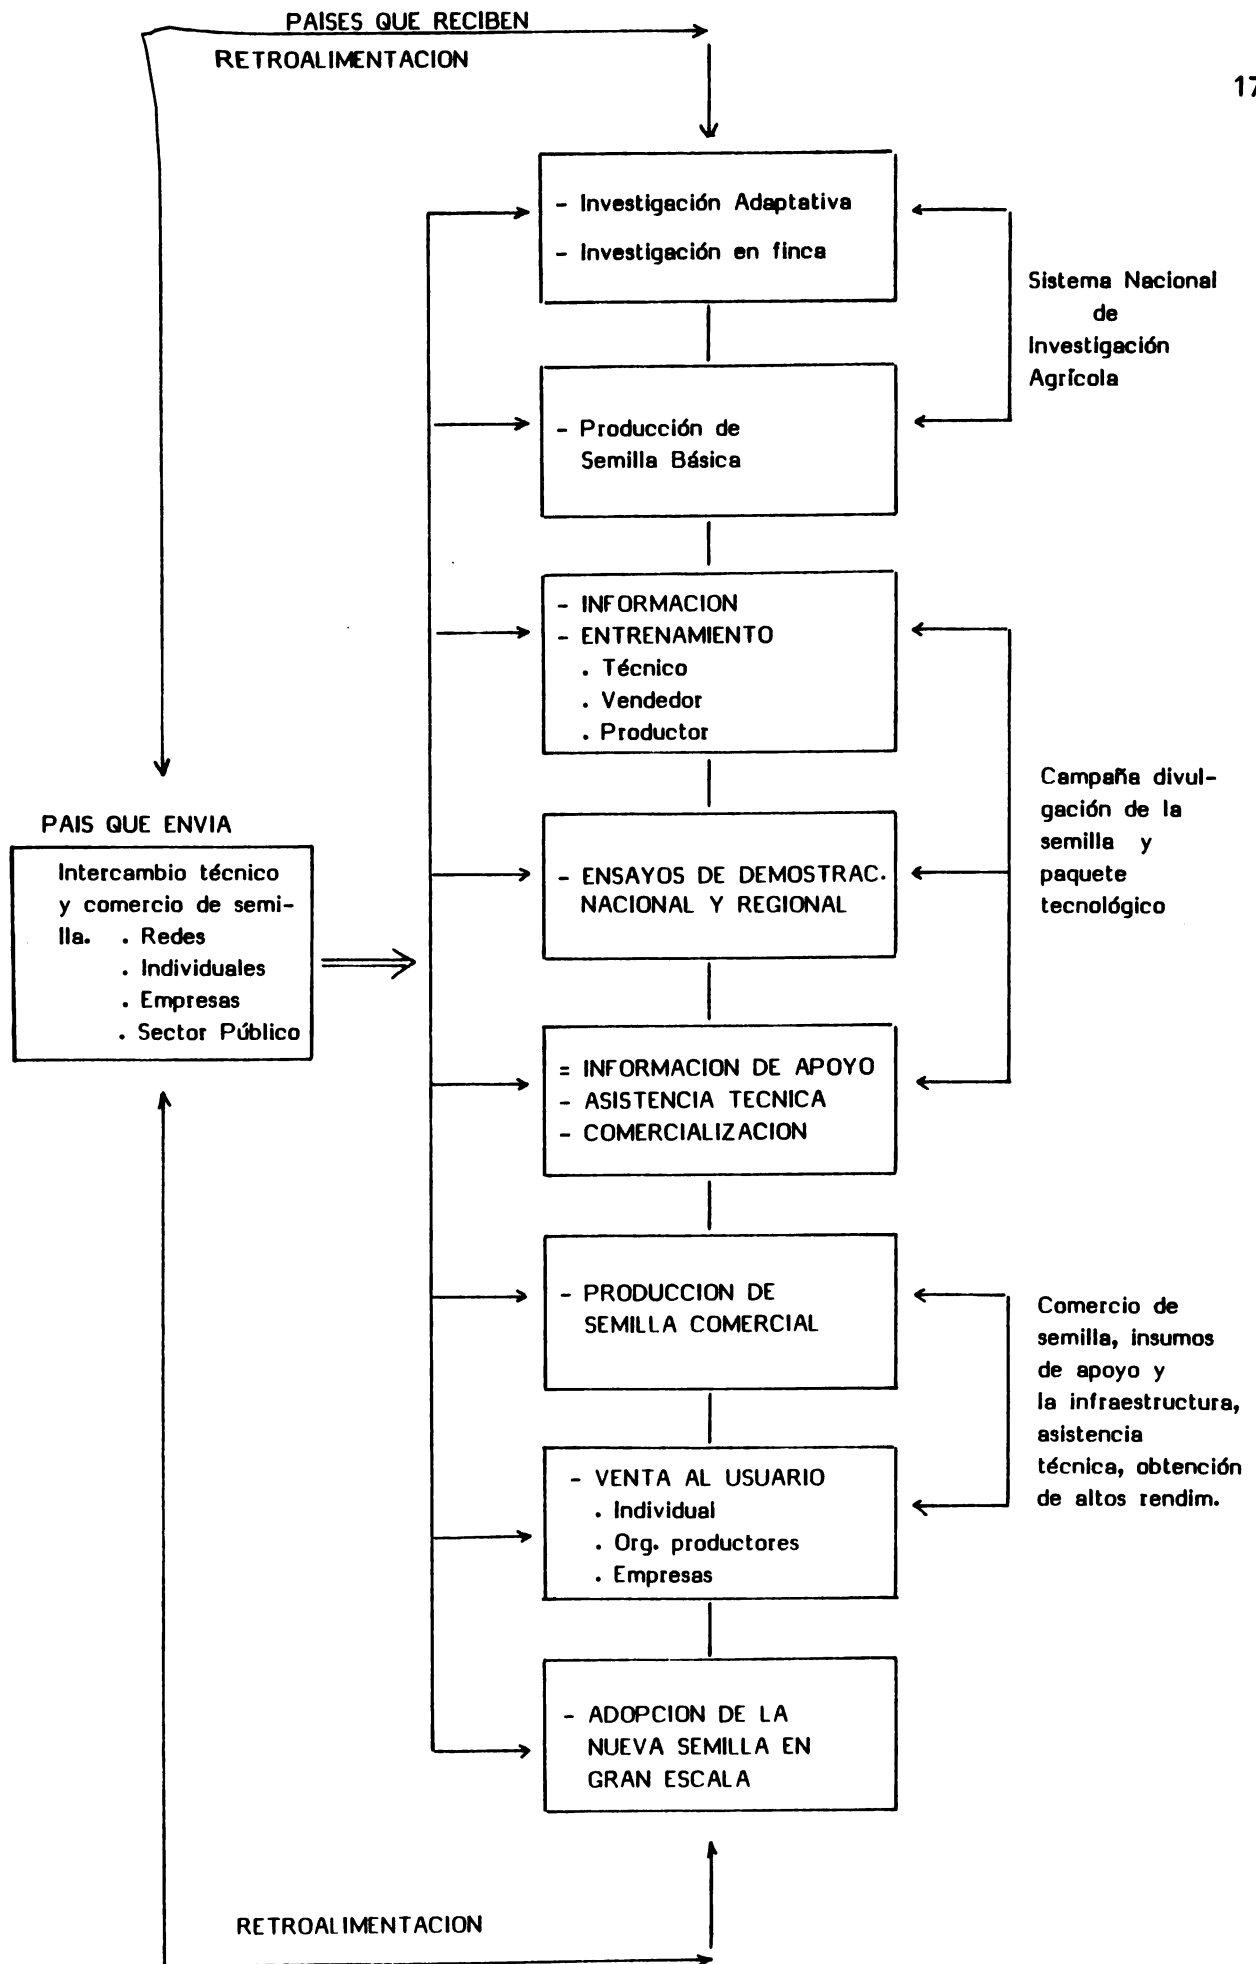 PAISES QUE RECIBEN
RETROALIMENTACION
17
- Investigación Adaptativa
- Investigación en finca
Sistema Nacional
de
Investigación
Agrícola
- Producción de
Semilla Básica
- INFORMACION
- ENTRENAMIENTO
. Técnico
. Vendedor
. Productor
Campaña divul-
gación de la
semilla y
paquete
tecnológico
PAIS QUE ENVIA
Intercambio técnico
y comercio de semi-
lla. . Redes
. Individuales
. Empresas
. Sector Público
- ENSAYOS DE DEMOSTRAC.
NACIONAL Y REGIONAL
= INFORMACION DE APOYO
- ASISTENCIA TECNICA
- COMERCIALIZACION
- PRODUCCION DE
SEMILLA COMERCIAL
Comercio de
semilla, insumos
de apoyo y
la infraestructura,
asistencia
técnica, obtención
de altos rendim.
- VENTA AL USUARIO
. Individual
. Org. productores
. Empresas
- ADOPCION DE LA
NUEVA SEMILLA EN
GRAN ESCALA
RETROALIMENTACION